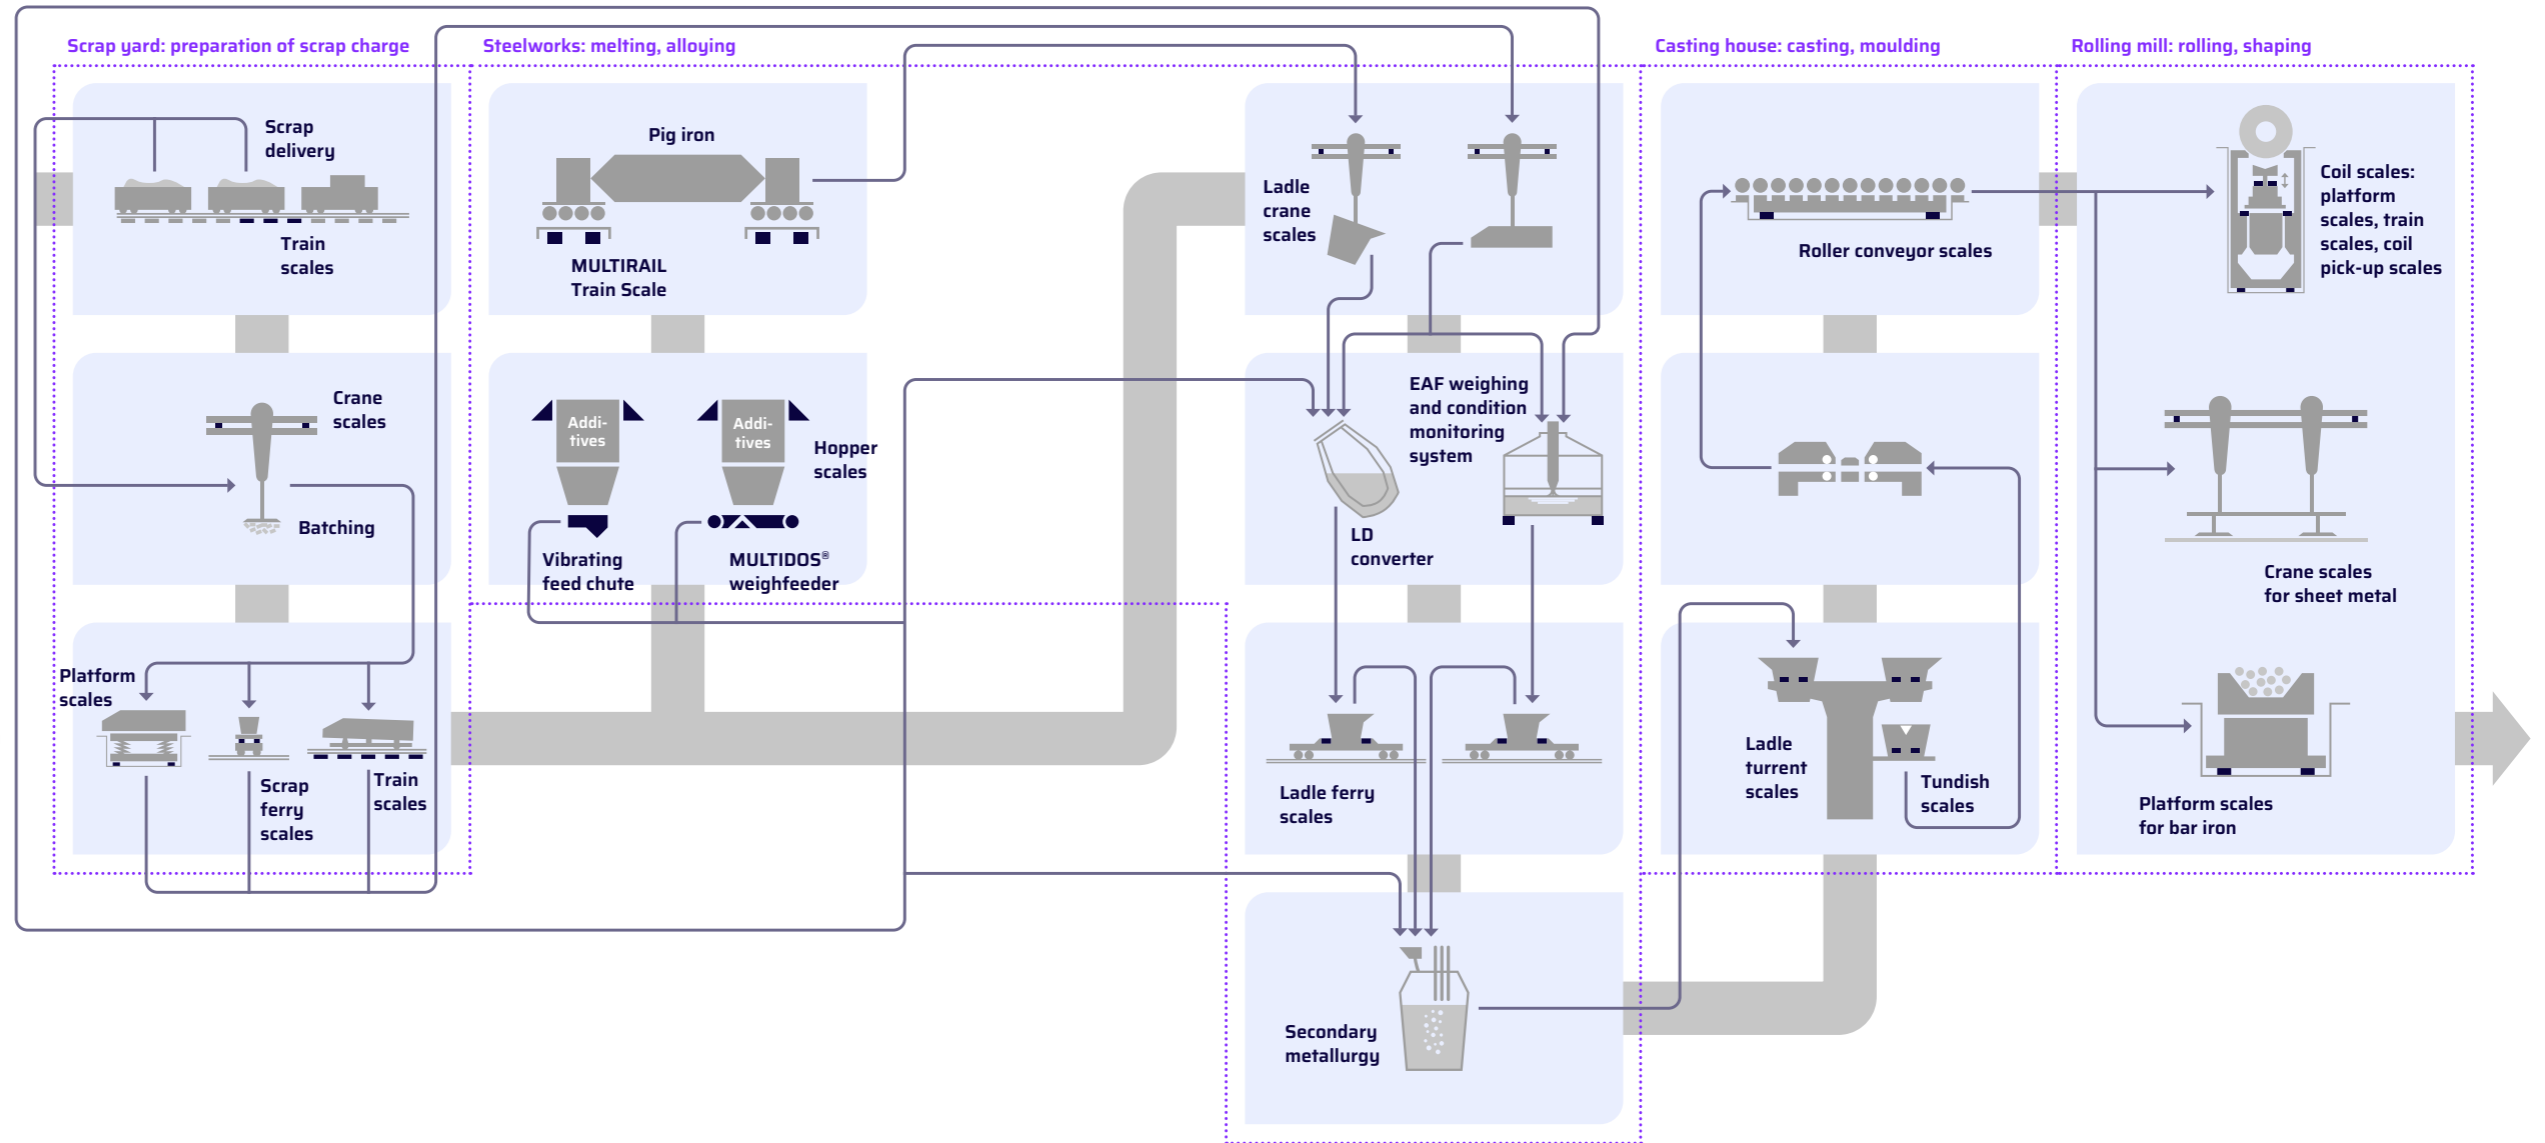 Scrap yard: preparation of scrap charge
Steelworks: melting, alloying
Casting house: casting, moulding
Rolling mill: rolling, shaping
Scrap
delivery
Train
scales
Crane
scales
Batching
Platform
scales
Scrap
ferry
scales
Train
scales
Pig iron
MULTIRAIL
Train Scale
Addi-
tives
Addi-
tives
Hopper
scales
Vibrating
feed chute
MULTIDOS®
weighfeeder
Ladle
crane
scales
EAF weighing
and condition
monitoring
system
LD
converter
Ladle ferry
scales
Secondary
metallurgy
Roller conveyor scales
Ladle
turrent
scales
Tundish
scales
Coil scales:
platform
scales, train
scales, coil
pick-up scales
Crane scales
for sheet metal
Platform scales
for bar iron